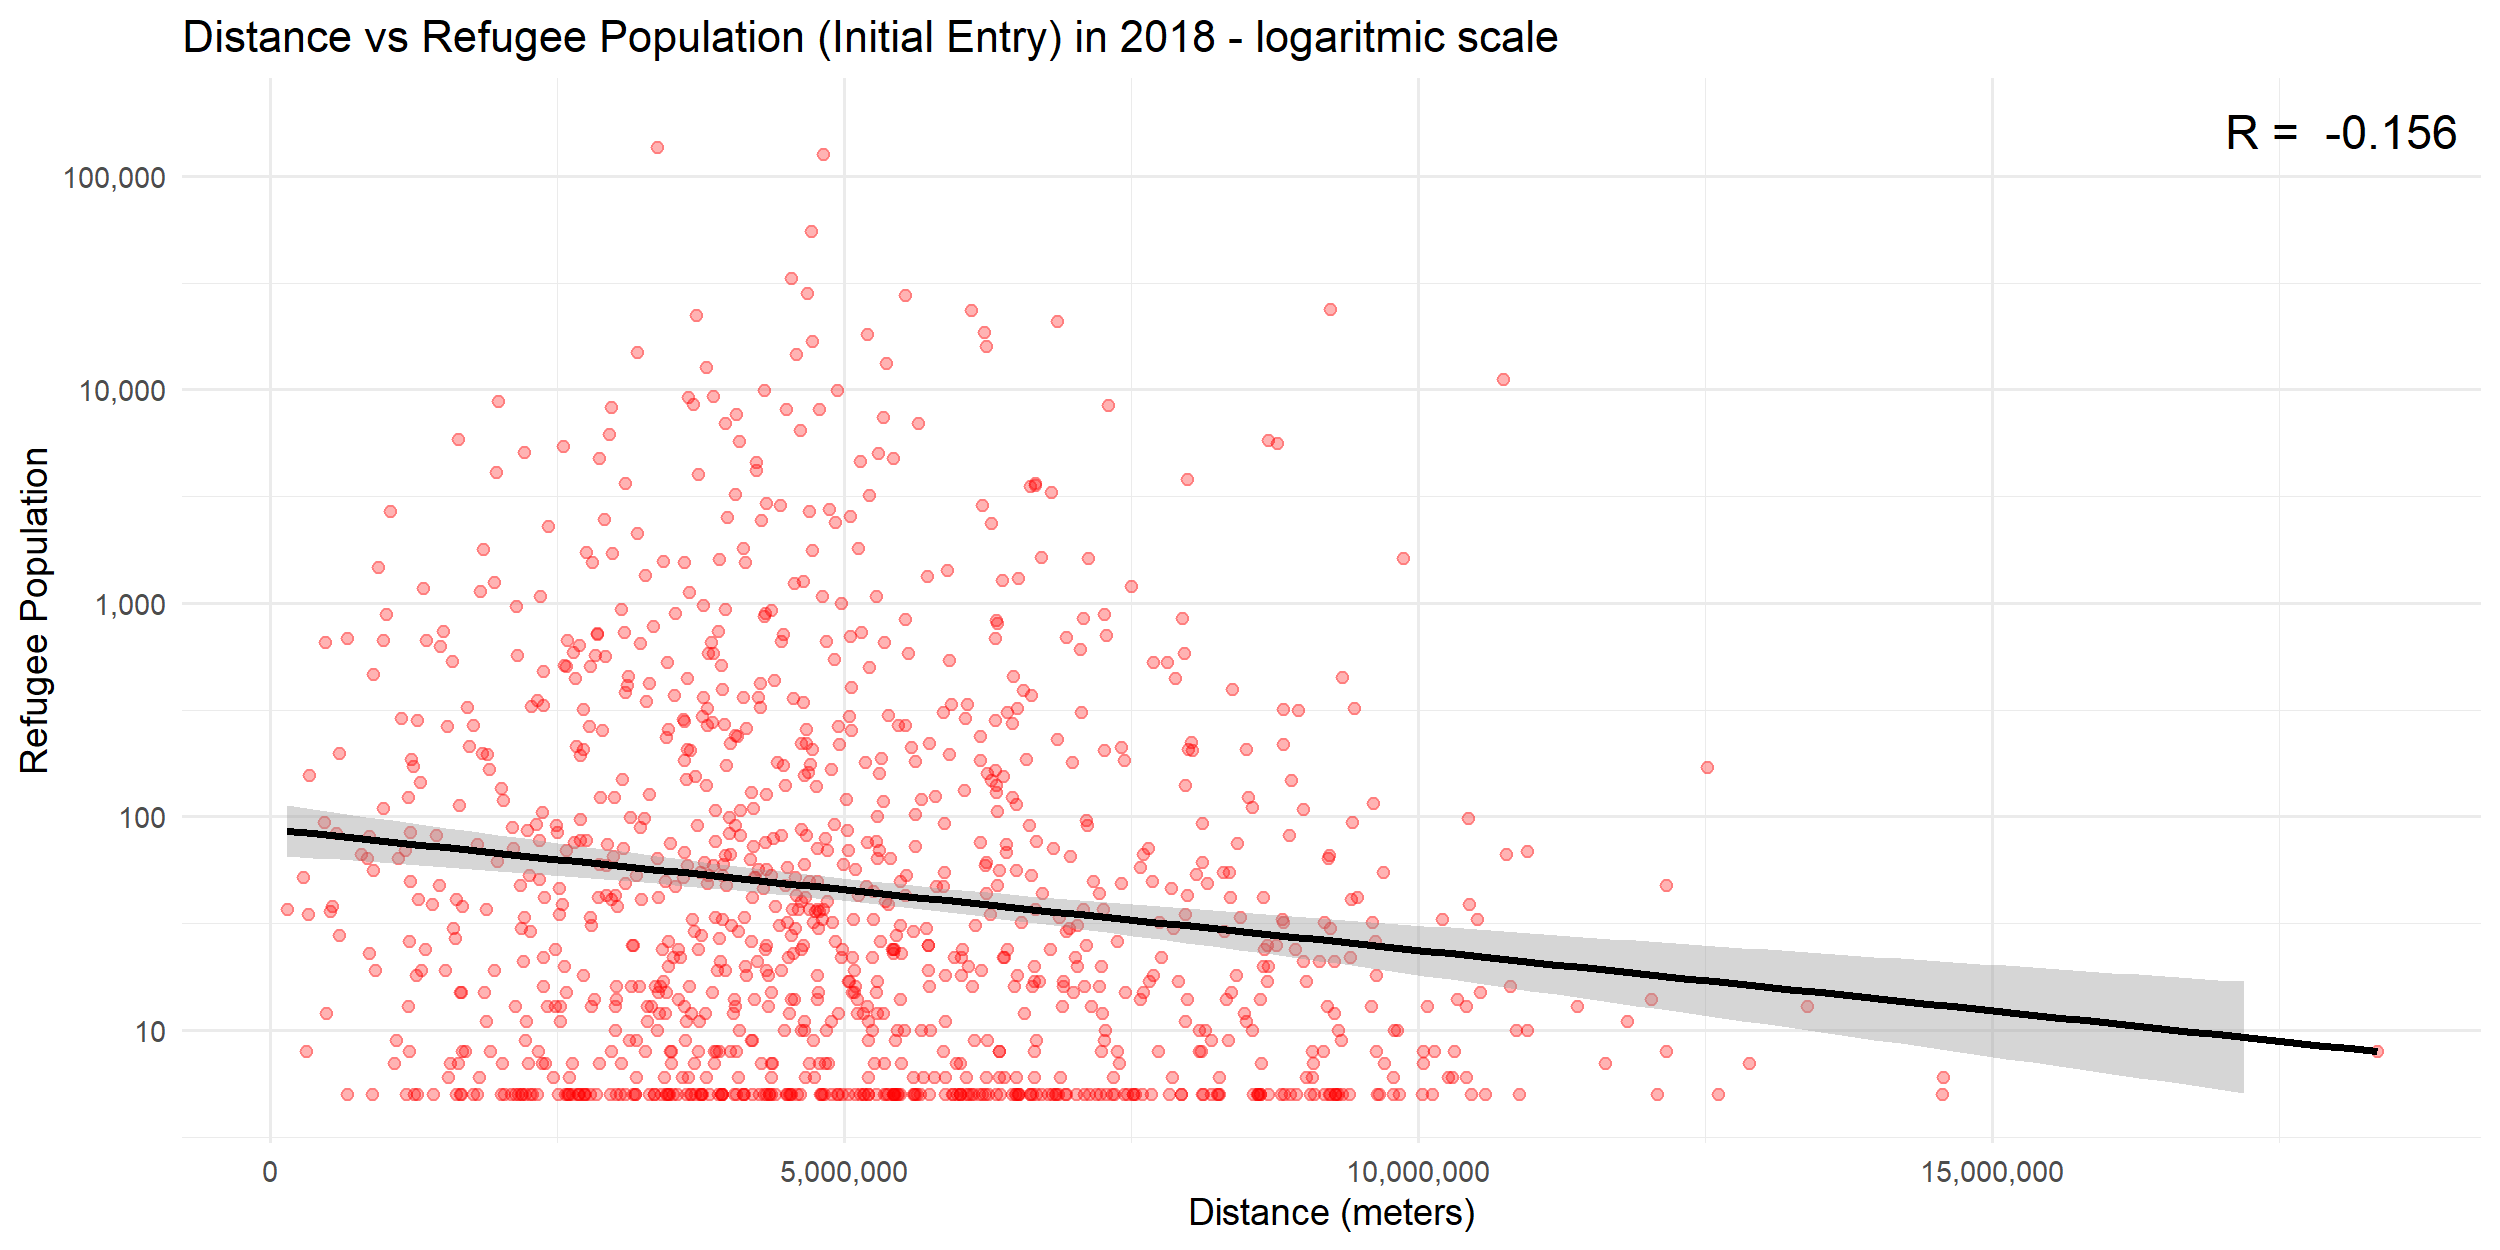 Distance vs Refugee Population (Initial Entry) in 2018 - logaritmic scale
R =  -0.156
100,000
10,000
1,000
100
10
Refugee Population
0
5,000,000
10,000,000
15,000,000
Distance (meters)